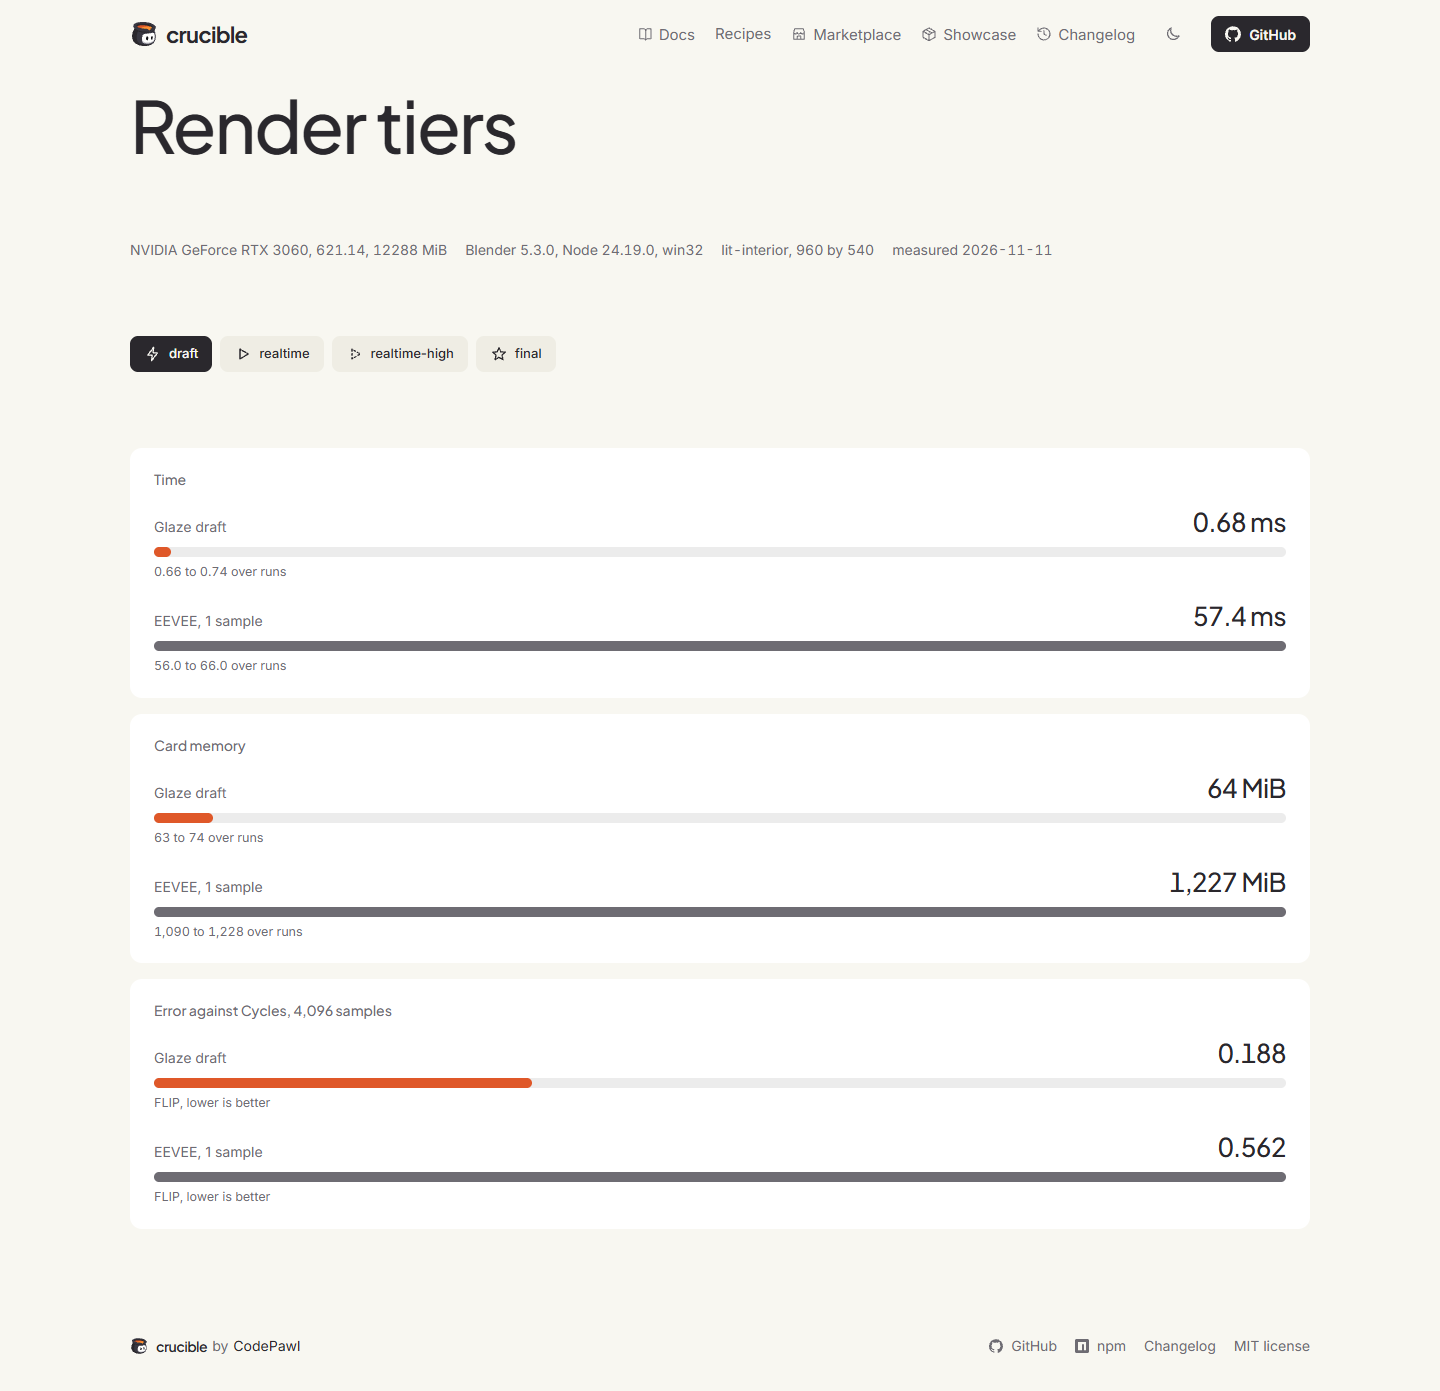 crucible
Docs Recipes Marketplace Showcase Changelog GitHub
Render tiers
NVIDIA GeForce RTX 3060, 621.14, 12288 MiB Blender 5.3.0, Node 24.19.0, win32 lit-interior, 960 by 540 measured 2026-11-11
draft realtime realtime-high final
Time
Glaze draft 0.68 ms
0.66 to 0.74 over runs
EEVEE, 1 sample 57.4 ms
56.0 to 66.0 over runs
Card memory
Glaze draft 64 MiB
63 to 74 over runs
EEVEE, 1 sample 1,227 MiB
1,090 to 1,228 over runs
Error against Cycles, 4,096 samples
Glaze draft 0.188
FLIP, lower is better
EEVEE, 1 sample 0.562
FLIP, lower is better
crucible by CodePawl GitHub npm Changelog MIT license